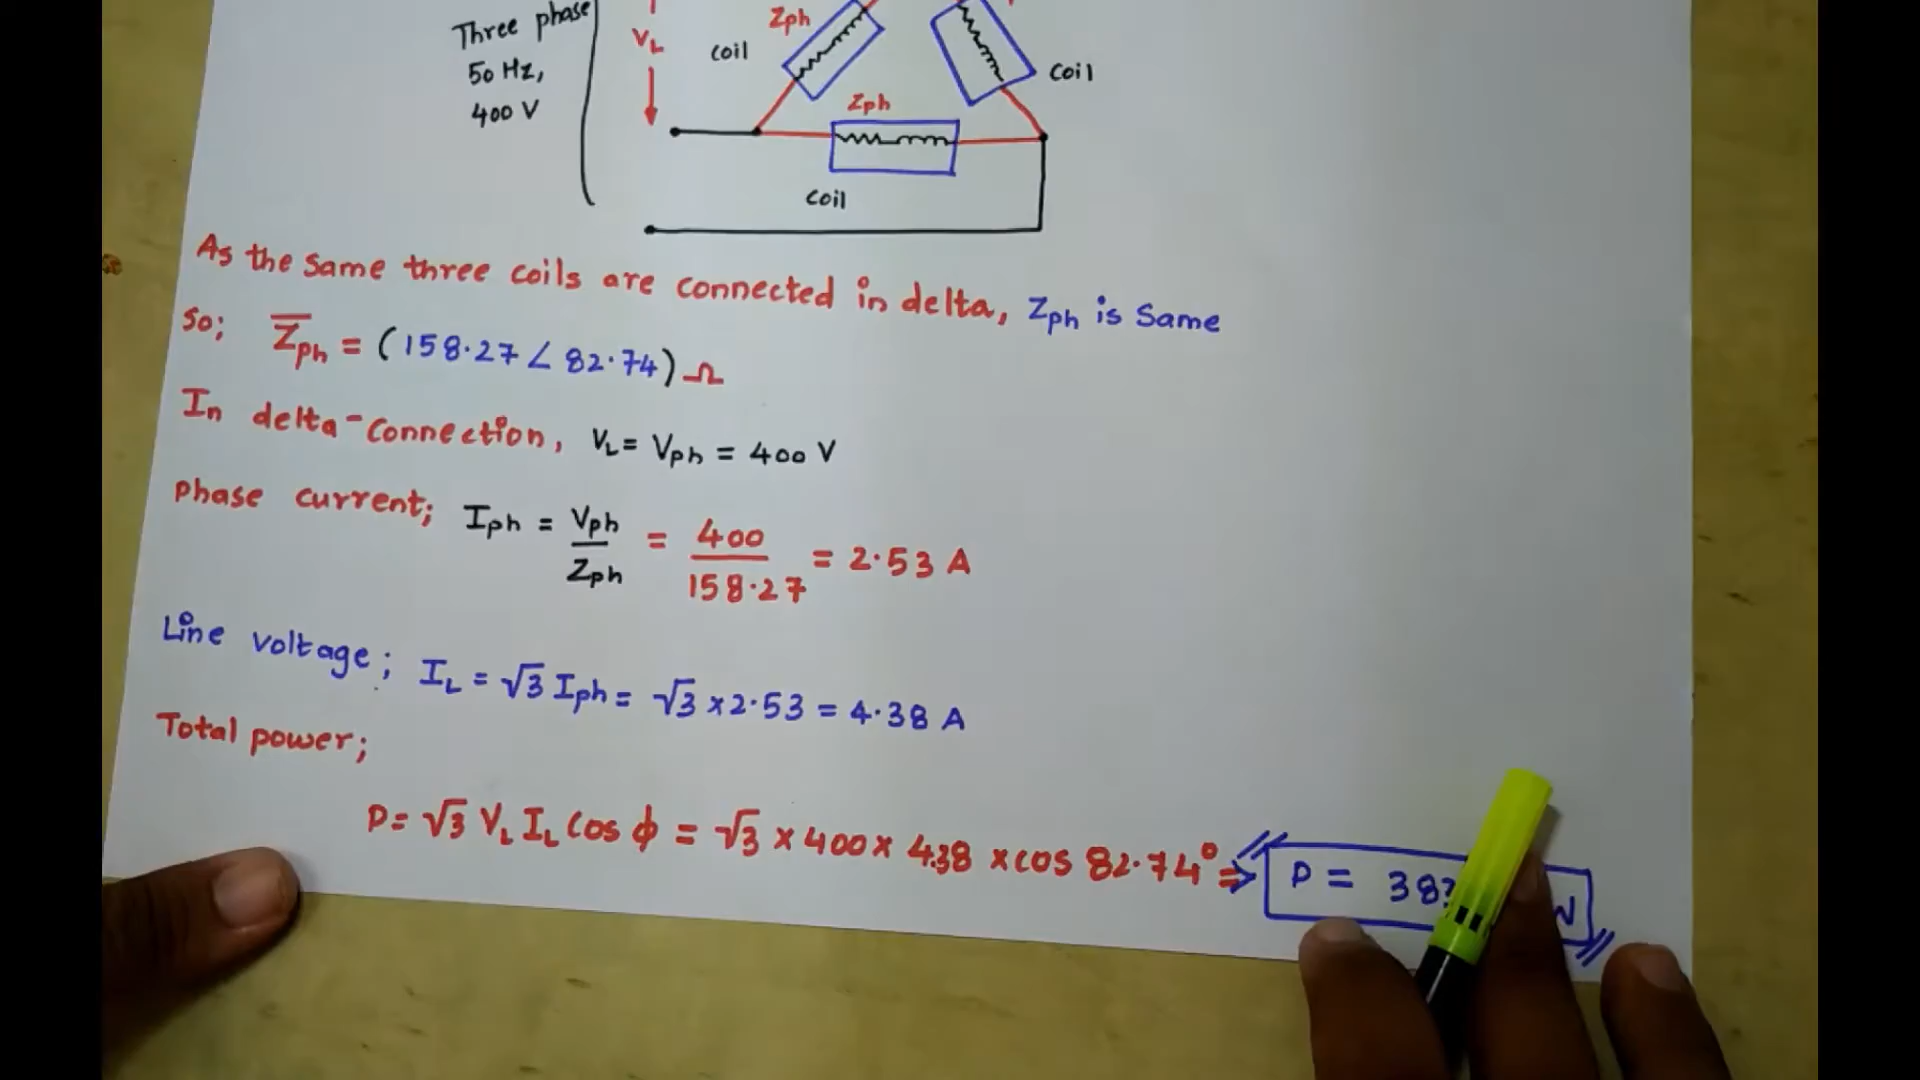 Three phase
50 Hz,
400 V
VL
Zph
coil
coil
Zph
coil
As the same three coils are connected in delta, Zph is same
so; Z̅ph = (158.27 ∠ 82.74) Ω
In delta-connection, VL = Vph = 400 V
Phase current; Iph = Vph / Zph = 400 / 158.27 = 2.53 A
Line voltage; IL = √3 Iph = √3 × 2.53 = 4.38 A
Total power;
P = √3 VL IL Cos ϕ = √3 × 400 × 4.38 × cos 82.74° ⇒ P =